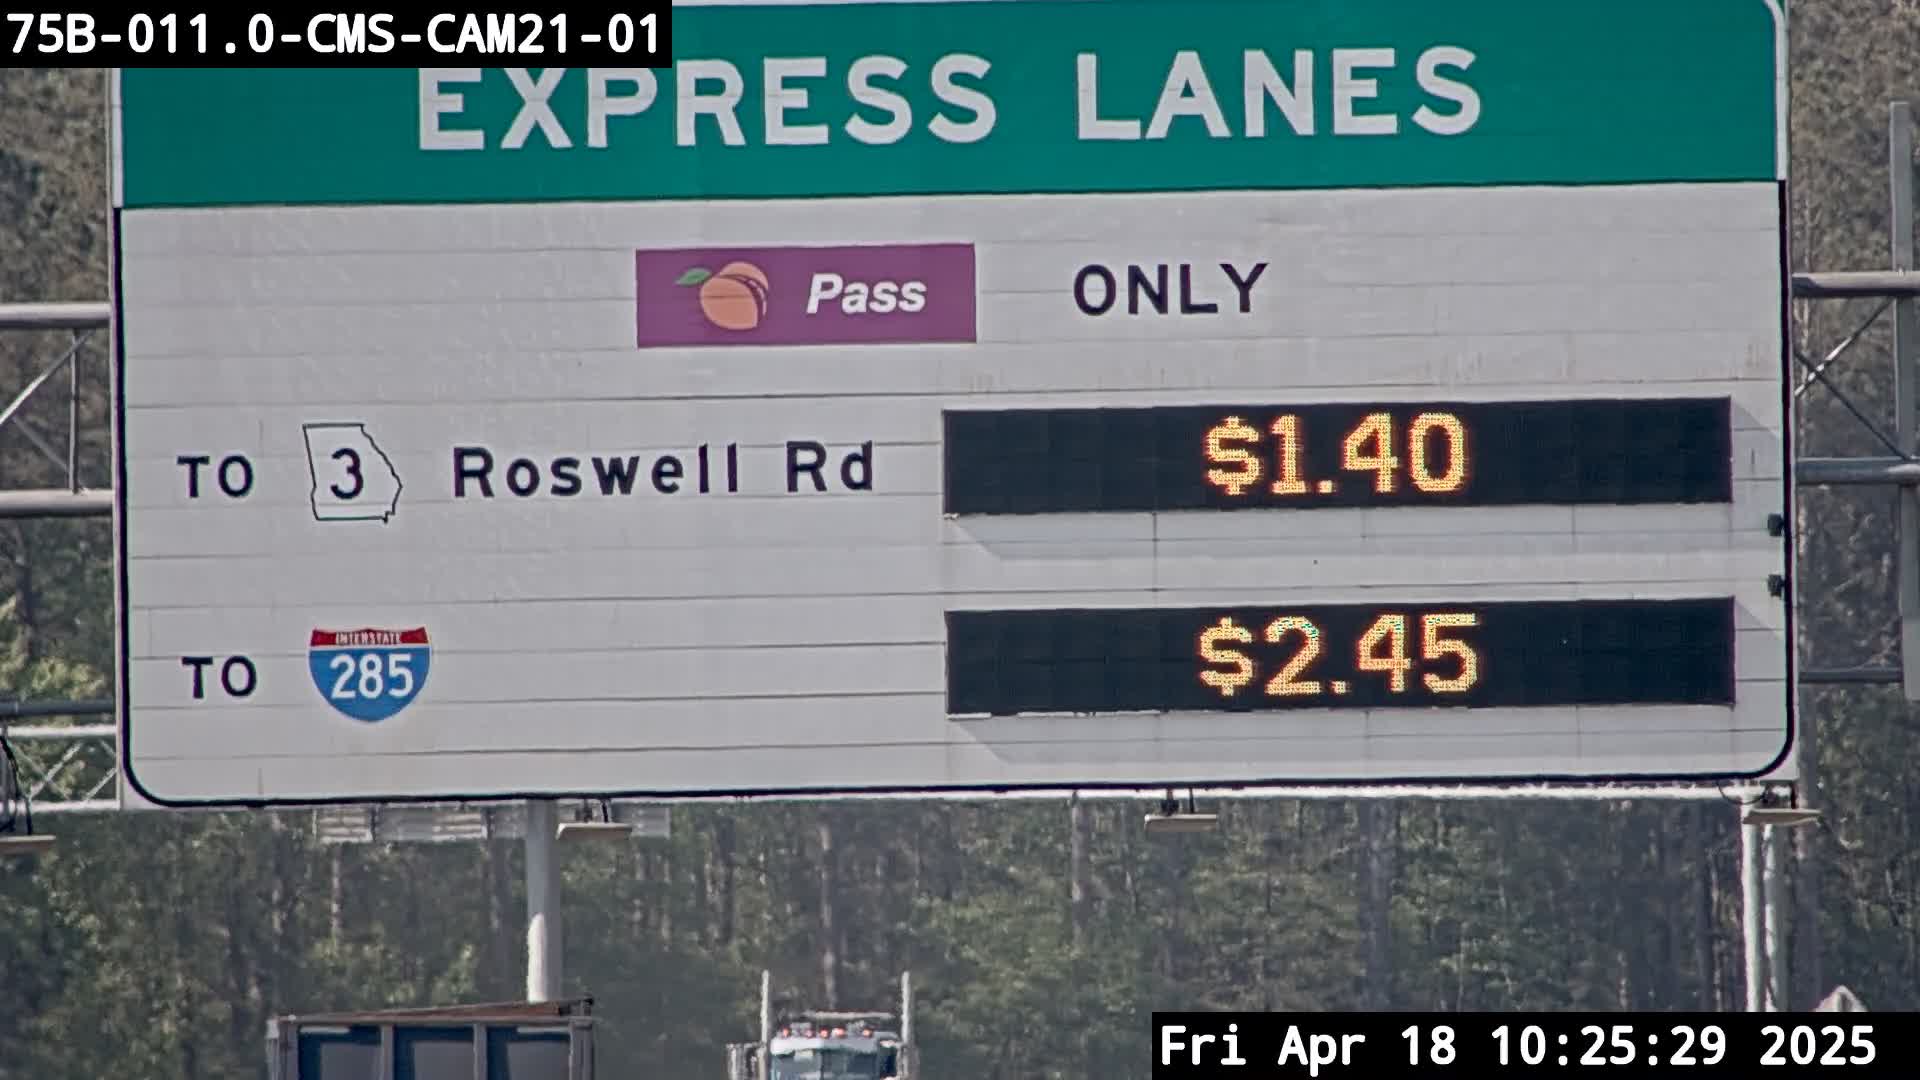 75B-011.0-CMS-CAM21-01
EXPRESS LANES
Pass ONLY
TO 3 Roswell Rd $1.40
TO INTERSTATE 285 $2.45
Fri Apr 18 10:25:29 2025